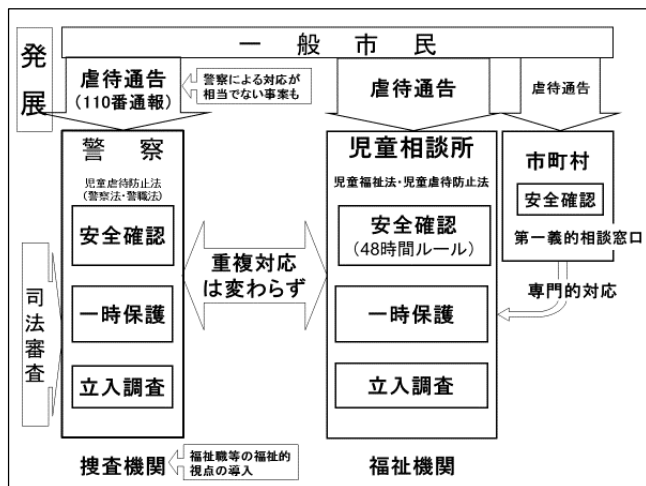 発展
一般市民
虐待通告
(110番通報)
警察による対応が
相当でない事案も
虐待通告
虐待通告
警察
児童虐待防止法
(警察法・警職法)
安全確認
一時保護
立入調査
司法審査
重複対応
は変わらず
児童相談所
児童福祉法・児童虐待防止法
安全確認
(48時間ルール)
一時保護
立入調査
市町村
安全確認
第一義的相談窓口
専門的対応
捜査機関
福祉職等の福祉的
視点の導入
福祉機関